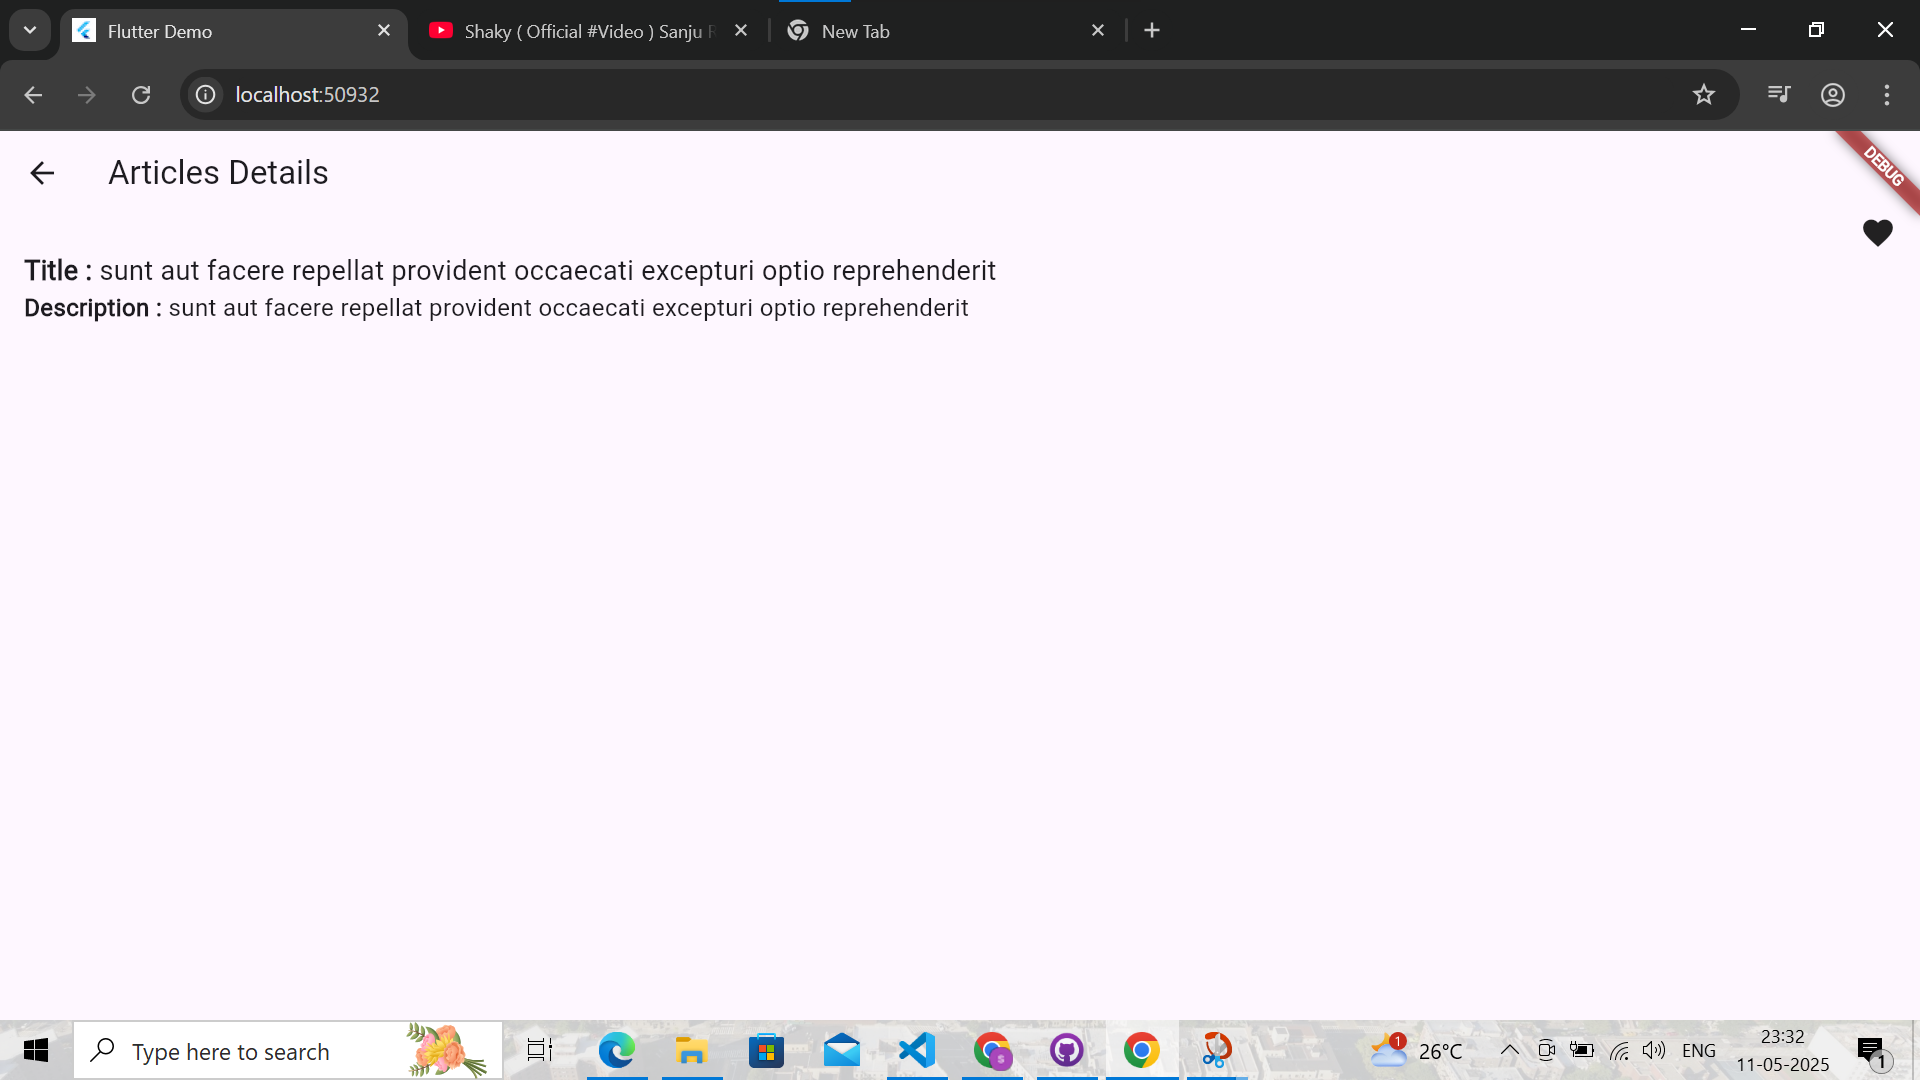 Flutter Demo
Shaky ( Official #Video ) Sanju R
New Tab
localhost:50932
Articles Details
DEBUG
Title : sunt aut facere repellat provident occaecati excepturi optio reprehenderit
Description : sunt aut facere repellat provident occaecati excepturi optio reprehenderit
Type here to search
s
1
26°C
ENG
23:32
11-05-2025
1